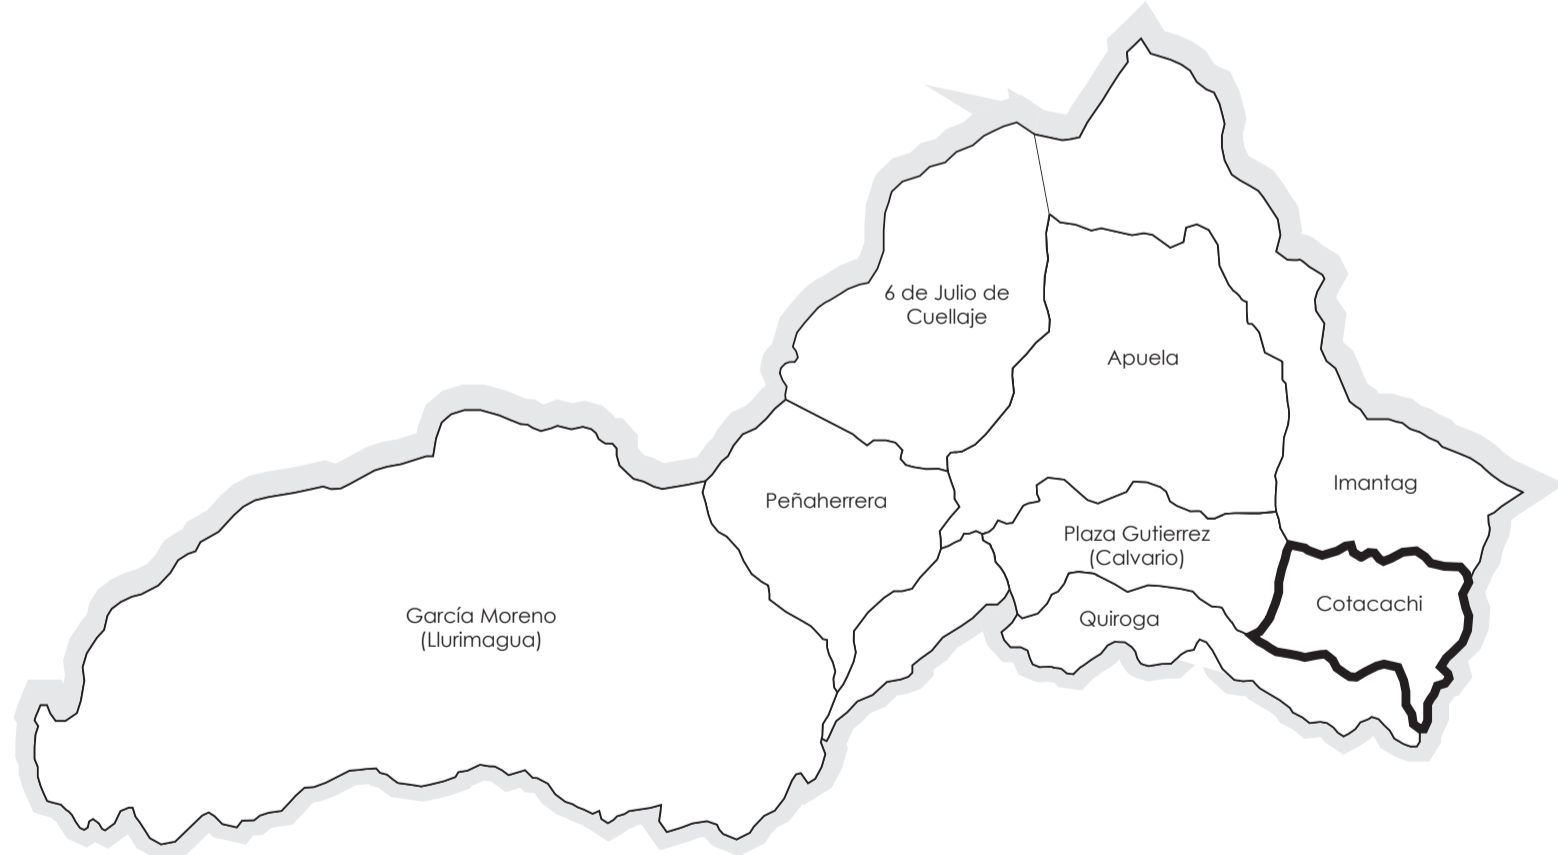 6 de Julio de
Cuellaje
Apuela
Imantag
Peñaherrera
Plaza Gutierrez
(Calvario)
Cotacachi
García Moreno
(Llurimagua)
Quiroga